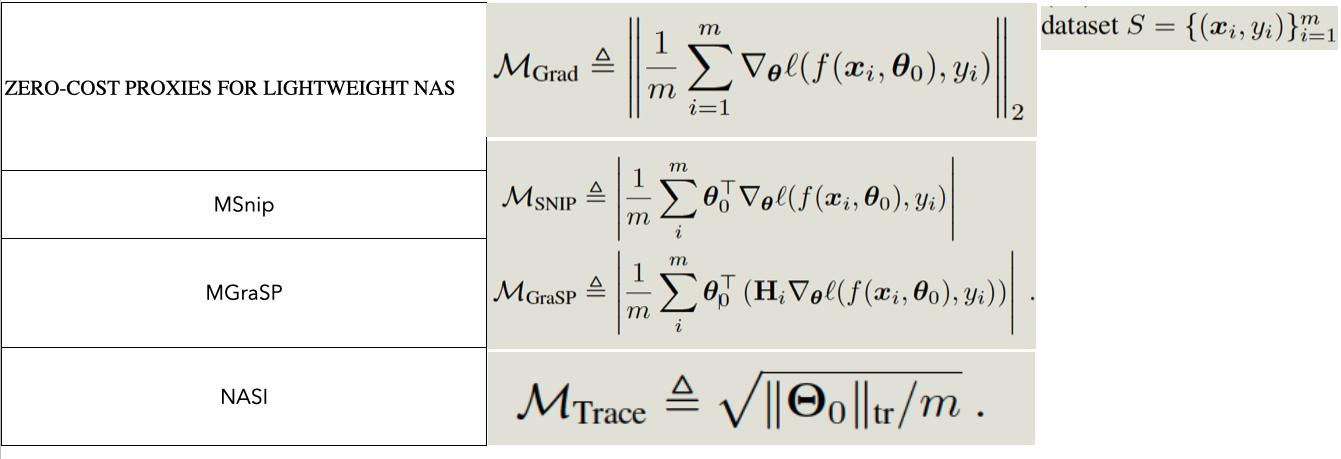 ZERO-COST PROXIES FOR LIGHTWEIGHT NAS
ℳ_Grad ≜ ‖ 1/m ∑_{i=1}^{m} ∇_θ ℓ(f(x_i, θ_0), y_i) ‖_2
dataset S = {(x_i, y_i)}_{i=1}^{m}
MSnip
ℳ_SNIP ≜ | 1/m ∑_i^m θ_0^⊤ ∇_θ ℓ(f(x_i, θ_0), y_i) |
MGraSP
ℳ_GraSP ≜ | 1/m ∑_i^m θ_0^⊤ (H_i ∇_θ ℓ(f(x_i, θ_0), y_i)) | .
NASI
ℳ_Trace ≜ √(‖Θ_0‖_tr/m) .